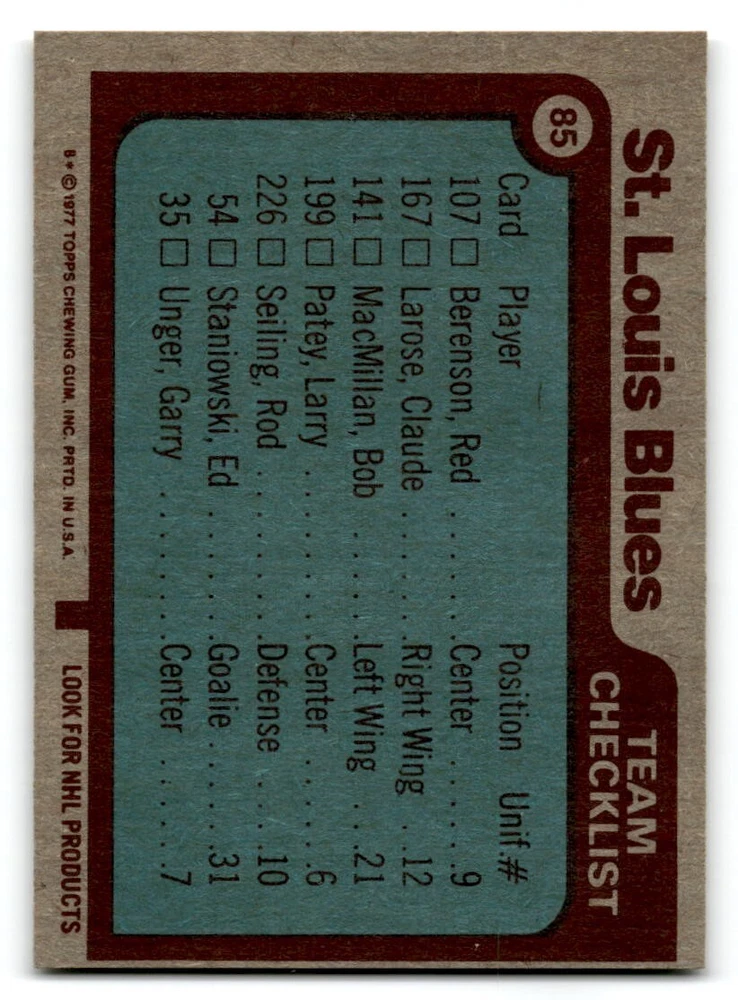 St. Louis Blues
TEAM
CHECKLIST
85
Card Player Position Unif.#
107 □ Berenson, Red . . . . . . .Center . . . . . .9
167 □ Larose, Claude . . . . . .Right Wing . .12
141 □ MacMillan, Bob . . . . . .Left Wing . . .21
199 □ Patey, Larry . . . . . . . . .Center . . . . . .6
226 □ Seiling, Rod . . . . . . . . .Defense . . . .10
54 □ Staniowski, Ed . . . . . .Goalie . . . . . .31
35 □ Unger, Garry . . . . . . . .Center . . . . . .7
B* © 1977 TOPPS CHEWING GUM, INC. PRTD. IN U.S.A.
LOOK FOR NHL PRODUCTS